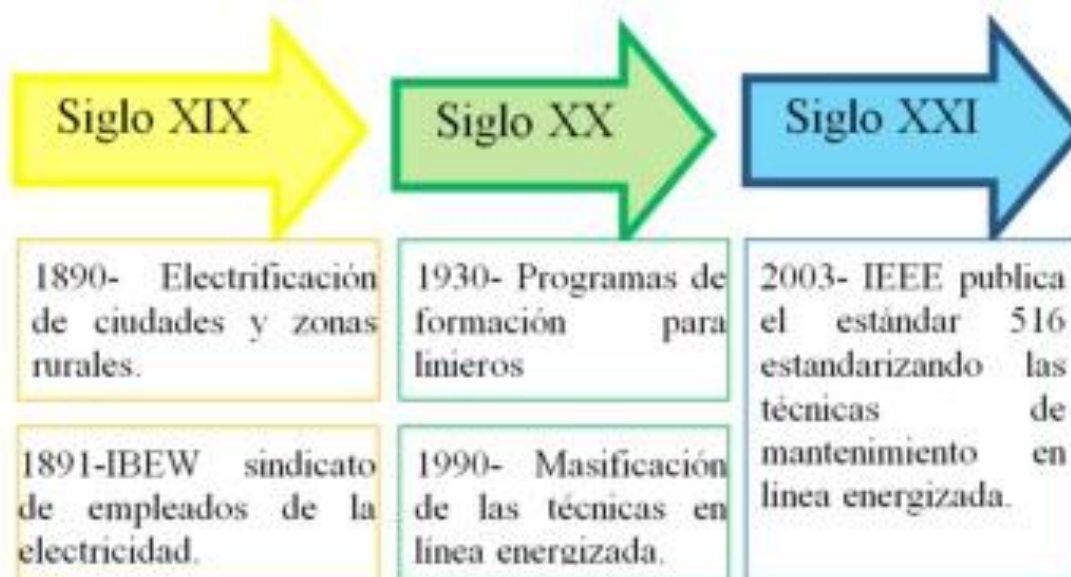 Siglo XIX
Siglo XX
Siglo XXI
1890- Electrificación
de ciudades y zonas
rurales.
1891-IBEW sindicato
de empleados de la
electricidad.
1930- Programas de
formación para
linieros
1990- Masificación
de las técnicas en
linea energizada.
2003- IEEE publica
el estándar 516
estandarizando las
técnicas de
mantenimiento en
linea energizada.